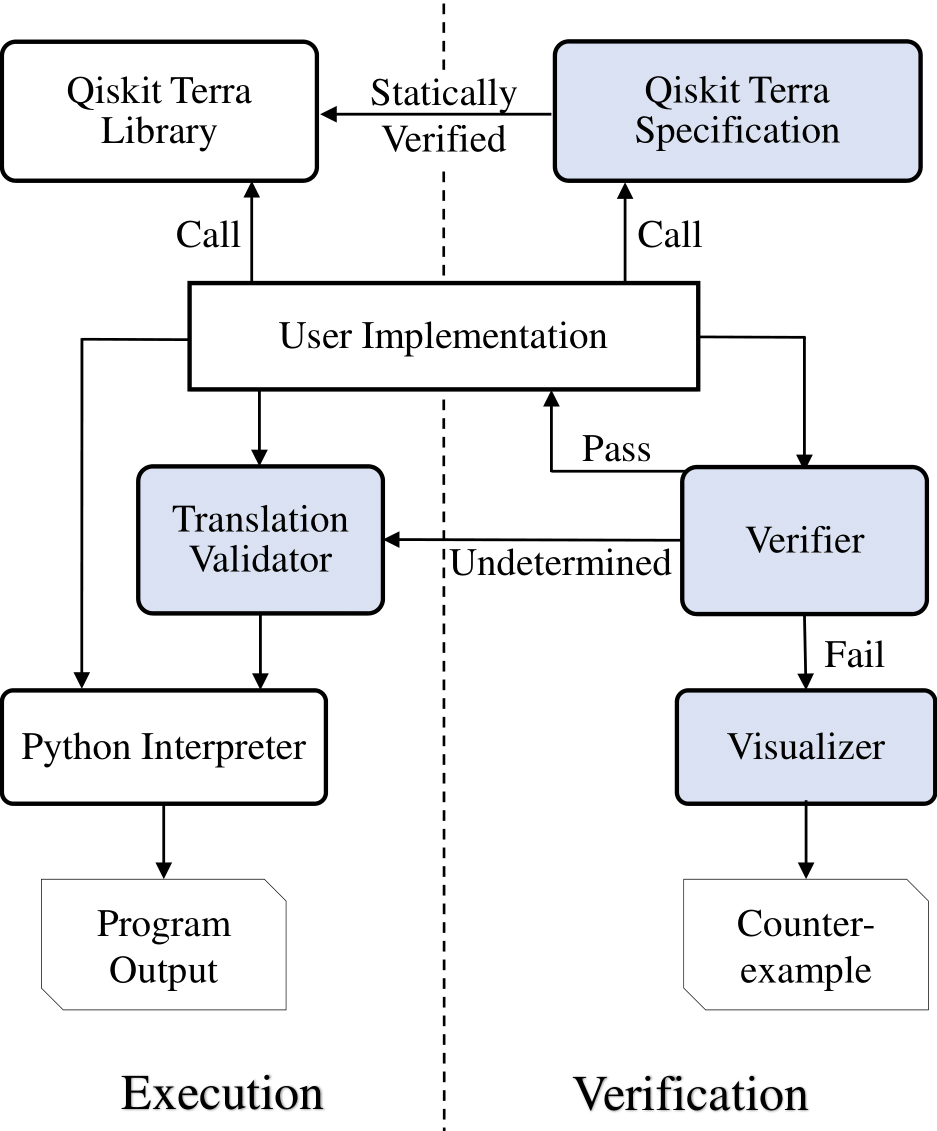 Qiskit Terra
Library
Statically
Verified
Qiskit Terra
Specification
Call
Call
User Implementation
Pass
Translation
Validator
Undetermined
Verifier
Fail
Python Interpreter
Visualizer
Program
Output
Counter-
example
Execution
Verification